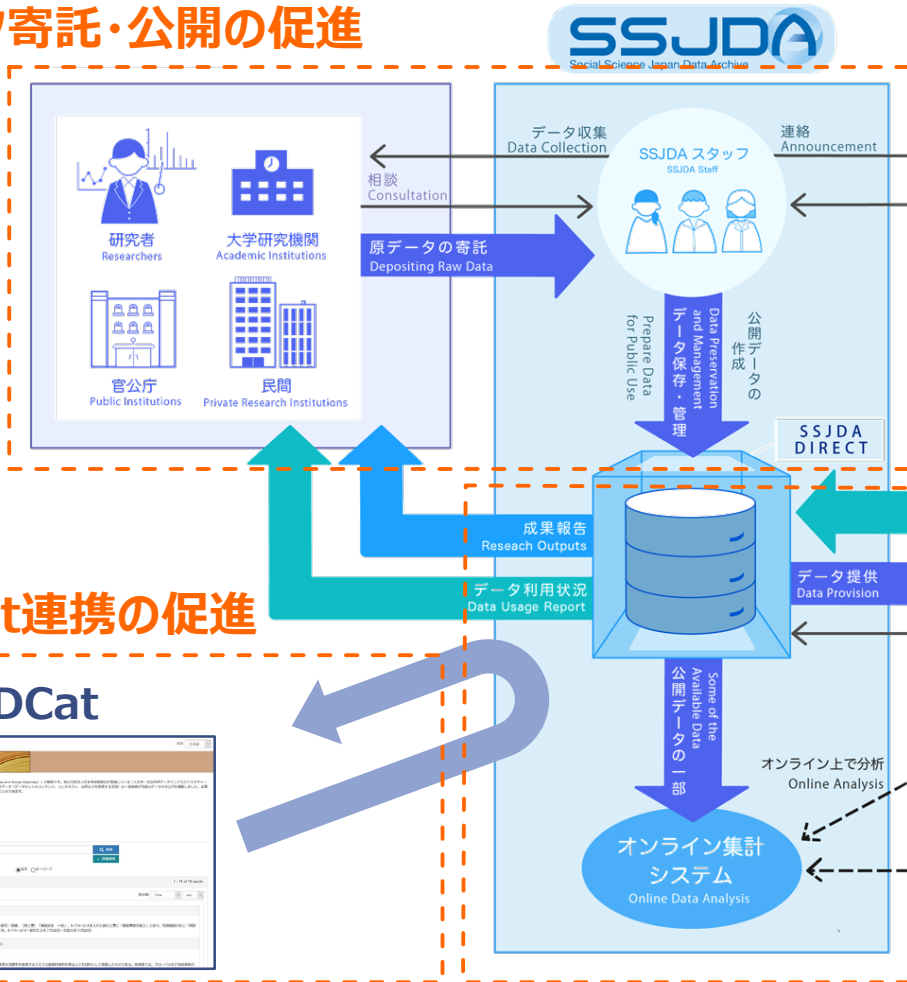 寄託・公開の促進
SSJDA
Social Science Japan Data Archive
データ収集
Data Collection
連絡
Announcement
SSJDA スタッフ
SSJDA Staff
相談
Consultation
研究者
Researchers
大学研究機関
Academic Institutions
原データの寄託
Depositing Raw Data
官公庁
Public Institutions
民間
Private Research Institutions
公開データの
作成
Prepare Data
for Public Use
Data Preservation
and Management
データ保存・管理
SSJDA
DIRECT
成果報告
Reseach Outputs
データ利用状況
Data Usage Report
データ提供
Data Provision
t連携の促進
DCat
Some of the
Available Data
公開データの一部
オンライン上で分析
Online Analysis
オンライン集計
システム
Online Data Analysis